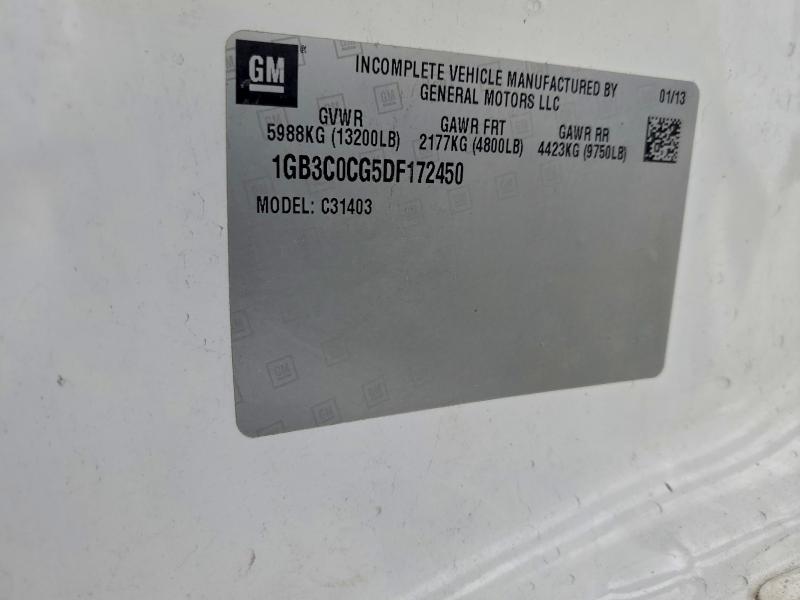 GM
INCOMPLETE VEHICLE MANUFACTURED BY
GENERAL MOTORS LLC
01/13
GVWR
5988KG (13200LB)
GAWR FRT
2177KG (4800LB)
GAWR RR
4423KG (9750LB)
1GB3C0CG5DF172450
MODEL: C31403